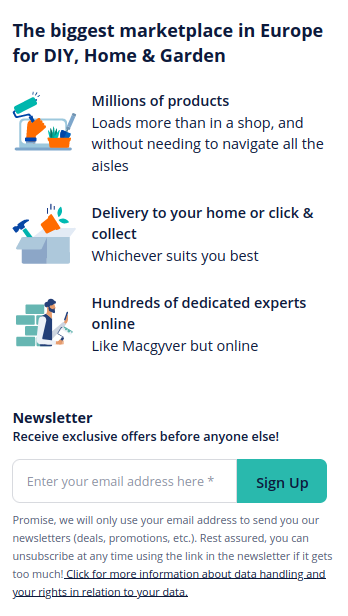 The biggest marketplace in Europe
for DIY, Home & Garden
Millions of products
Loads more than in a shop, and
without needing to navigate all the
aisles
Delivery to your home or click &
collect
Whichever suits you best
Hundreds of dedicated experts
online
Like Macgyver but online
Newsletter
Receive exclusive offers before anyone else!
Enter your email address here *
Sign Up
Promise, we will only use your email address to send you our
newsletters (deals, promotions, etc.). Rest assured, you can
unsubscribe at any time using the link in the newsletter if it gets
too much! Click for more information about data handling and
your rights in relation to your data.